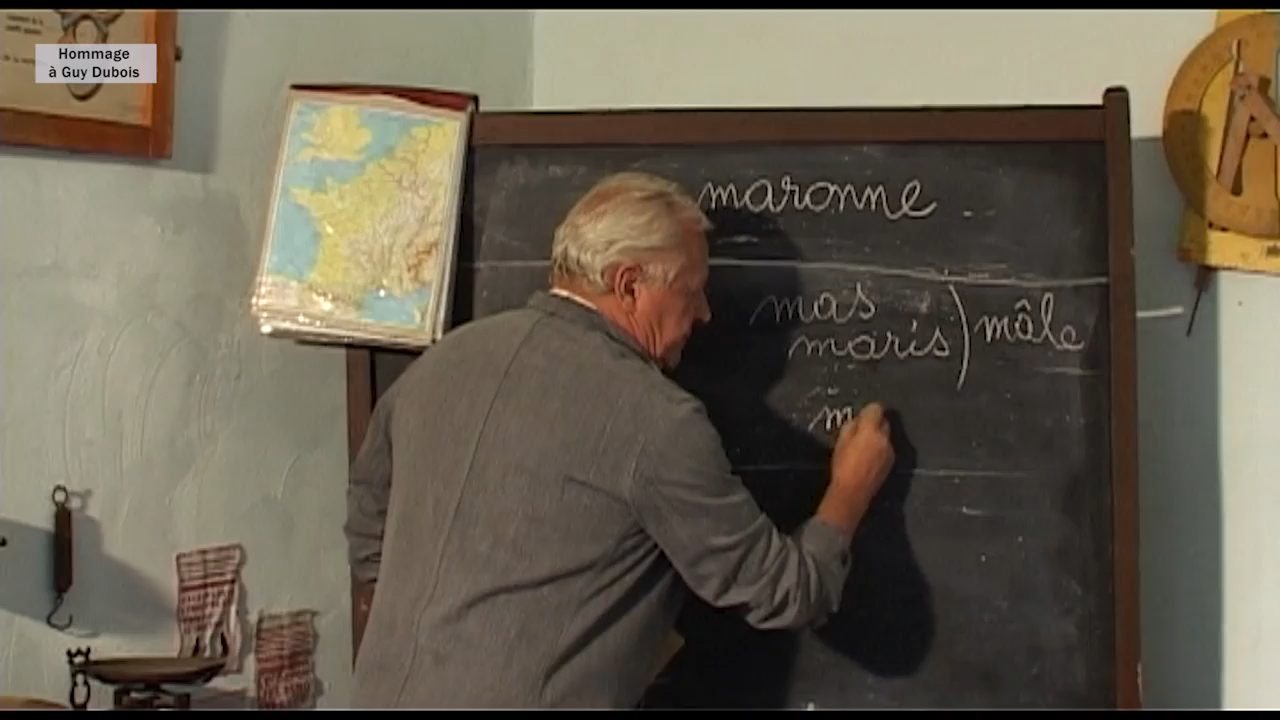 Hommage
à Guy Dubois
maronne
mas
maris) mâle
m